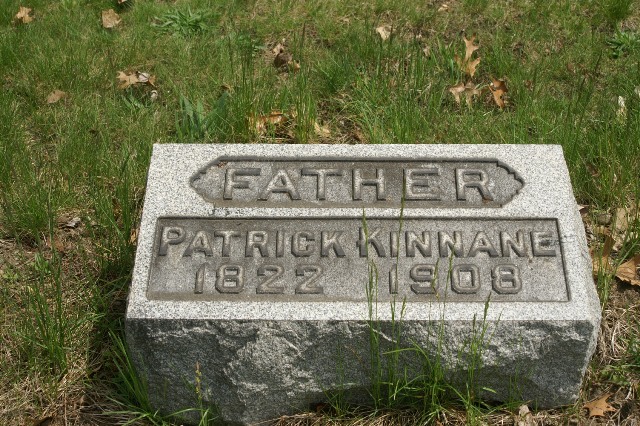 FATHER
PATRICK KINNANE
1822 1908